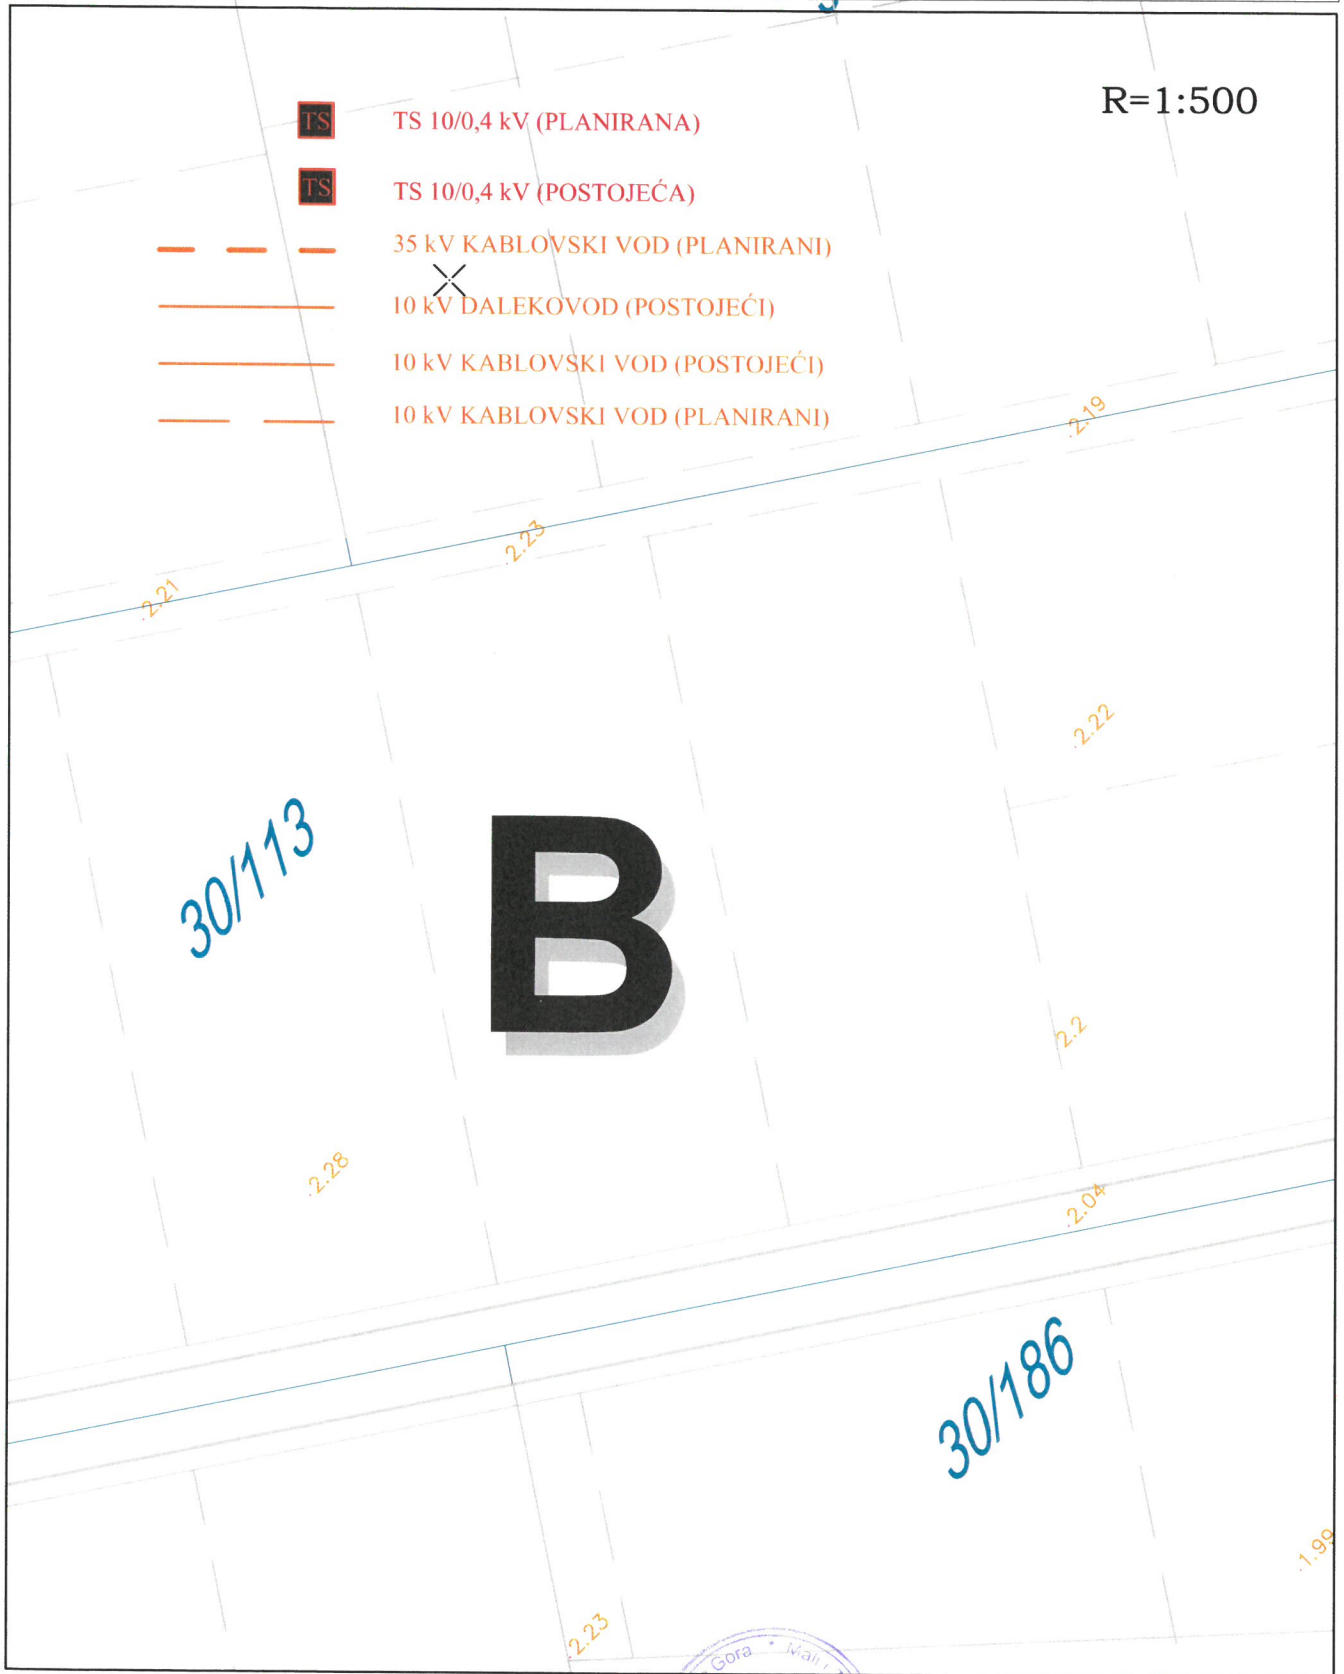 R=1:500
TS TS 10/0,4 kV (PLANIRANA)
TS TS 10/0,4 kV (POSTOJEĆA)
35 kV KABLOVSKI VOD (PLANIRANI)
10 kV DALEKOVOD (POSTOJEĆI)
10 kV KABLOVSKI VOD (POSTOJEĆI)
10 kV KABLOVSKI VOD (PLANIRANI)
.2.19
.2.23
.2.21
.2.22
30/113
B
.2.2
.2.28
.2.04
30/186
.1.99
.2.23
Gora *